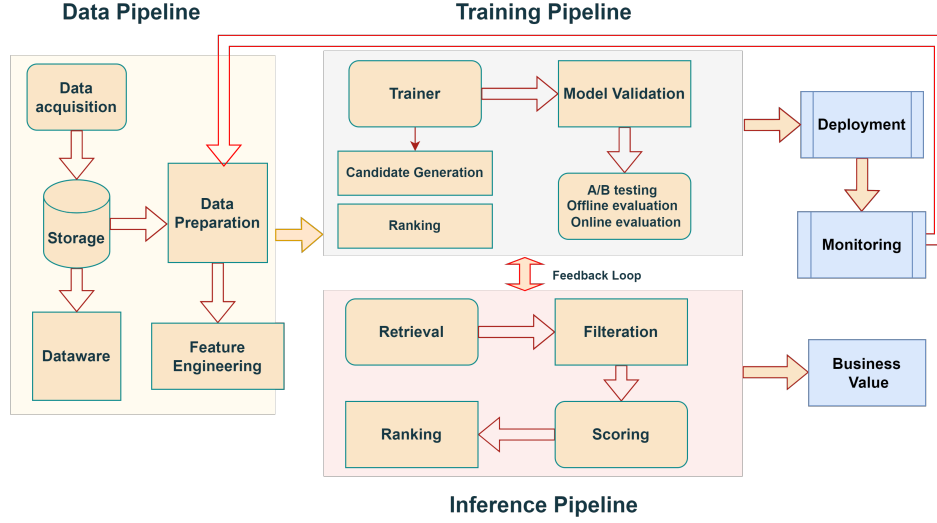 Data Pipeline
Training Pipeline
Data
acquisition
Storage
Dataware
Data
Preparation
Feature
Engineering
Trainer
Model Validation
Candidate Generation
Ranking
A/B testing
Offline evaluation
Online evaluation
Deployment
Monitoring
Feedback Loop
Retrieval
Filteration
Ranking
Scoring
Business
Value
Inference Pipeline